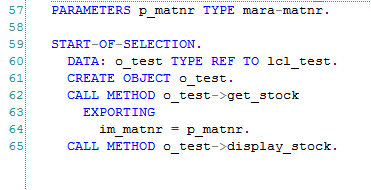 57 PARAMETERS p_matnr TYPE mara-matnr.
58
59 START-OF-SELECTION.
60 DATA: o_test TYPE REF TO lcl_test.
61 CREATE OBJECT o_test.
62 CALL METHOD o_test->get_stock
63 EXPORTING
64 im_matnr = p_matnr.
65 CALL METHOD o_test->display_stock.